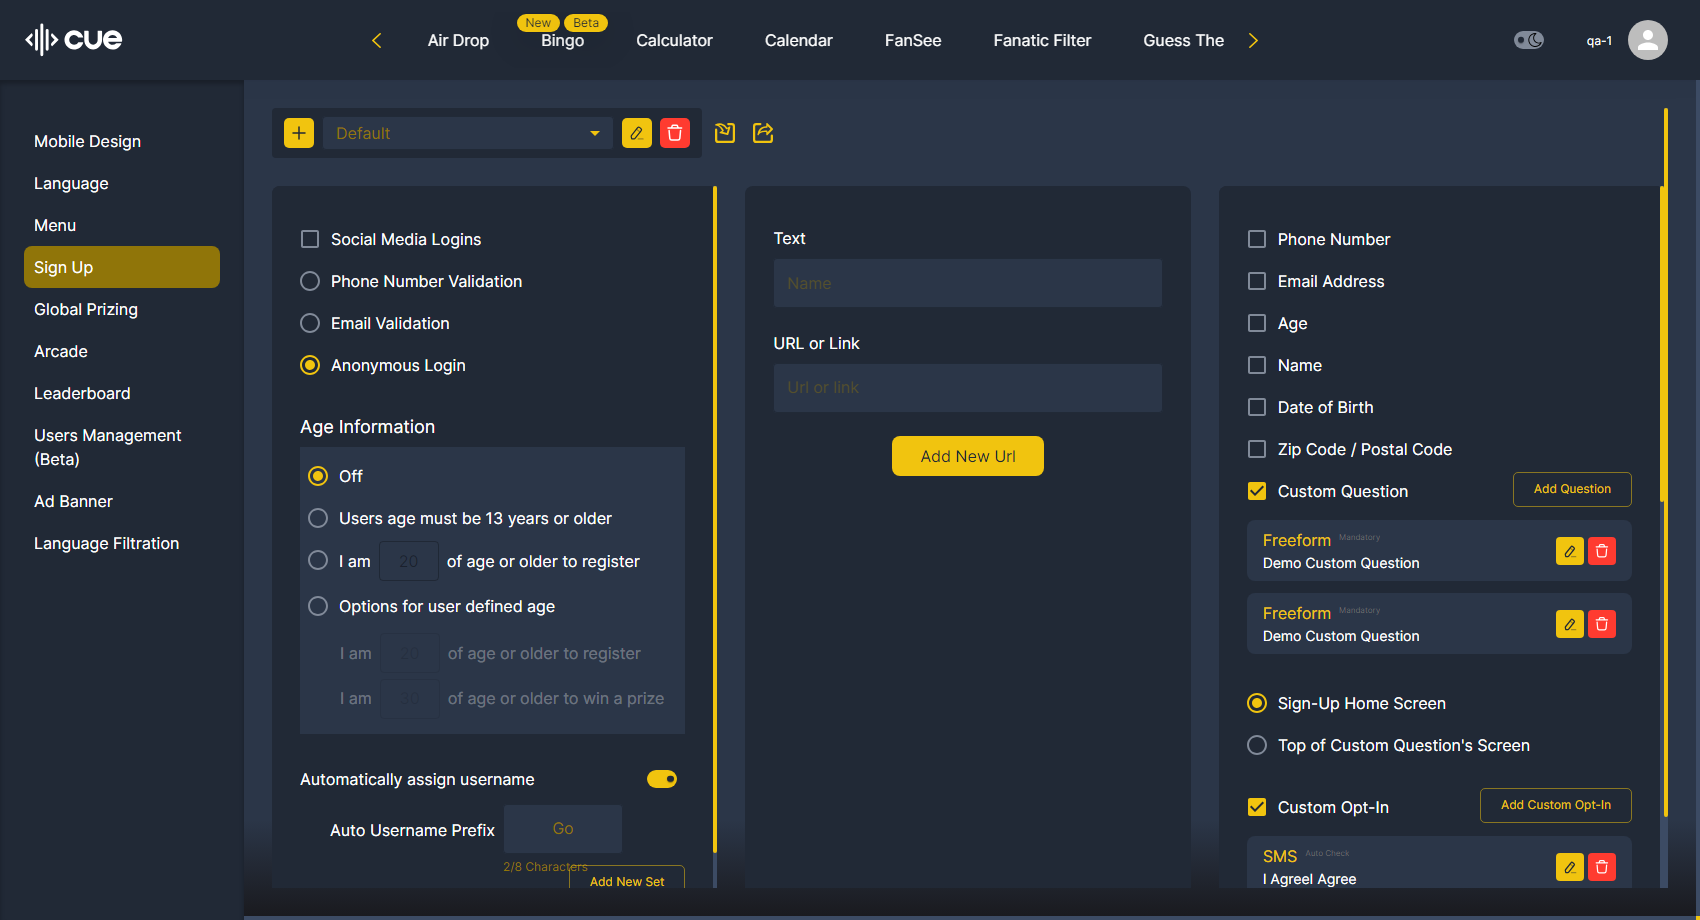 cue
Air Drop
New
Beta
Bingo
Calculator
Calendar
FanSee
Fanatic Filter
Guess The
qa-1
Mobile Design
Language
Menu
Sign Up
Global Prizing
Arcade
Leaderboard
Users Management
(Beta)
Ad Banner
Language Filtration
Default
Social Media Logins
Phone Number Validation
Email Validation
Anonymous Login
Age Information
Off
Users age must be 13 years or older
I am 20 of age or older to register
Options for user defined age
I am 20 of age or older to register
I am 30 of age or older to win a prize
Automatically assign username
Auto Username Prefix Go
2/8 Characters
Add New Set
Text
Name
URL or Link
Url or link
Add New Url
Phone Number
Email Address
Age
Name
Date of Birth
Zip Code / Postal Code
Custom Question
Add Question
Freeform Mandatory
Demo Custom Question
Freeform Mandatory
Demo Custom Question
Sign-Up Home Screen
Top of Custom Question's Screen
Custom Opt-In
Add Custom Opt-In
SMS Auto Check
I AgreeI Agree